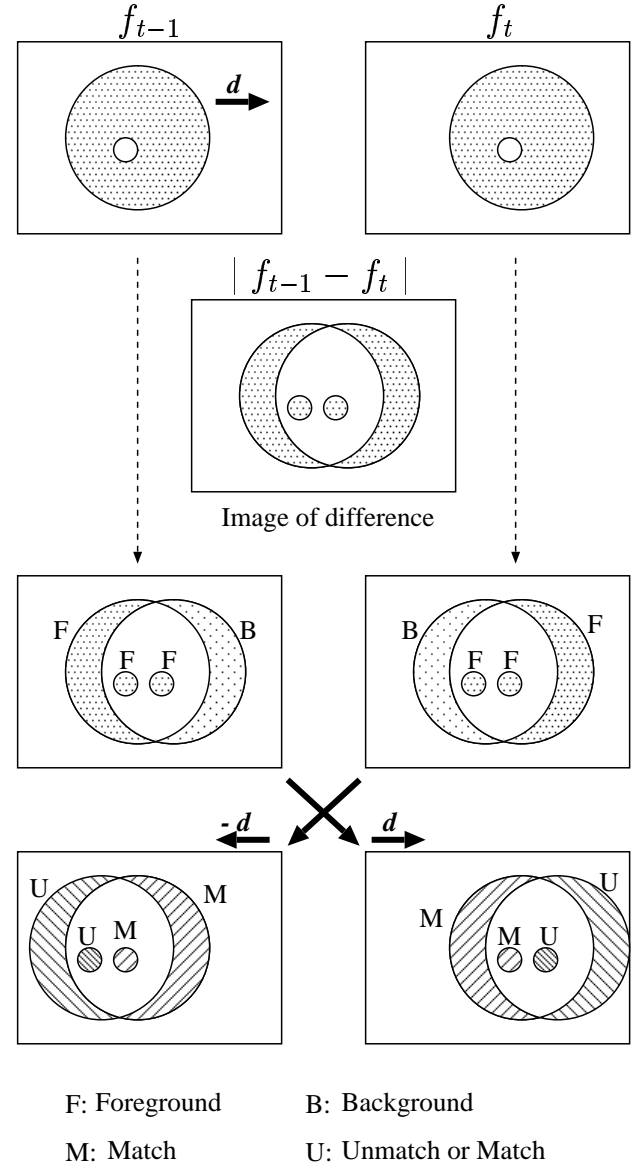 f_{t-1} f_t
d
| f_{t-1} − f_t |
Image of difference
F B B F
F F F F
- d d
U M M U
U M M U
F: Foreground B: Background
M: Match U: Unmatch or Match